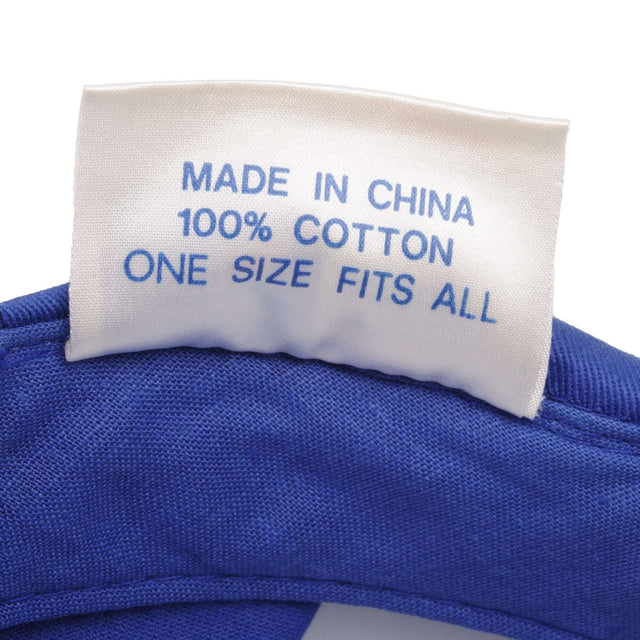 MADE IN CHINA
100% COTTON
ONE SIZE FITS ALL